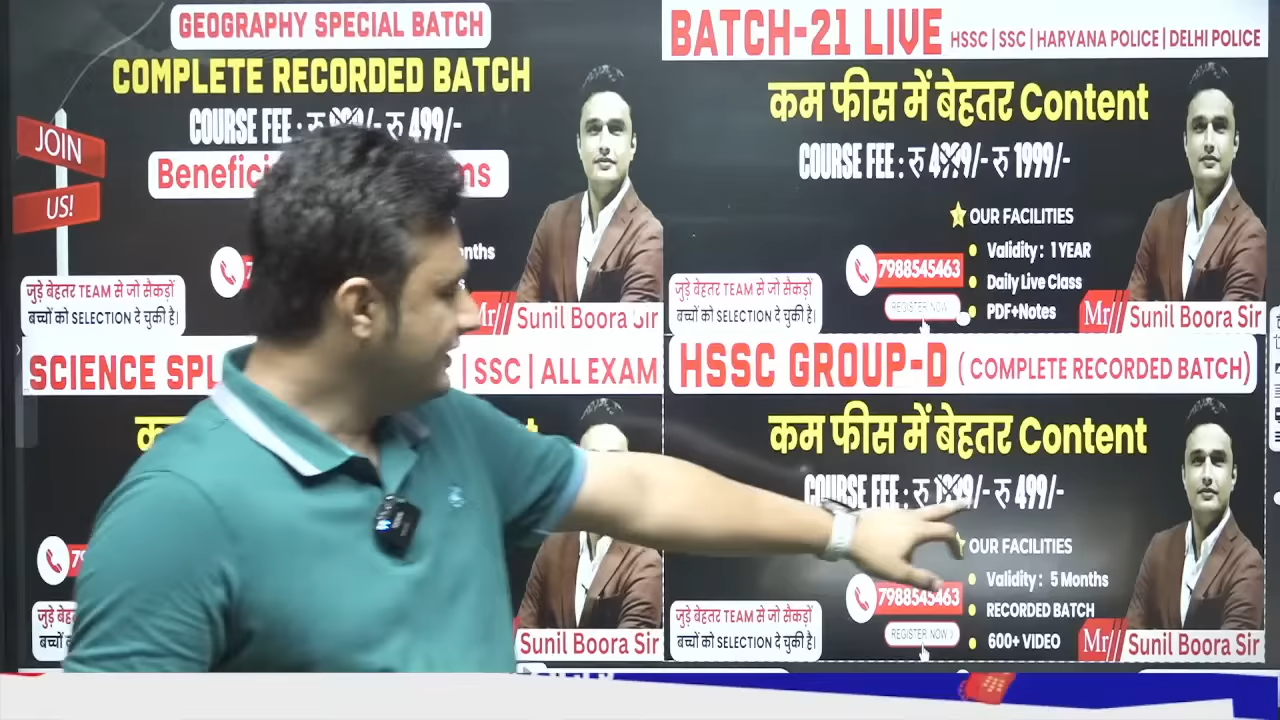 GEOGRAPHY SPECIAL BATCH
COMPLETE RECORDED BATCH
COURSE FEE : रु /- रु 499/-
JOIN
US!
जुड़े बेहतर TEAM से जो सैकड़ों
बच्चों को SELECTION दे चुकी है।
Mr// Sunil Boora Sir
BATCH-21 LIVE HSSC | SSC | HARYANA POLICE | DELHI POLICE
कम फीस में बेहतर Content
COURSE FEE : रु 4999/- रु 1999/-
OUR FACILITIES
Validity : 1 YEAR
7988545463
Daily Live Class
REGISTER NOW
PDF+Notes
जुड़े बेहतर TEAM से जो सैकड़ों
बच्चों को SELECTION दे चुकी है।
Mr// Sunil Boora Sir
SCIENCE | SSC | ALL EXAM
Sunil Boora Sir
HSSC GROUP-D ( COMPLETE RECORDED BATCH)
कम फीस में बेहतर Content
COURSE FEE : रु /- रु 499/-
OUR FACILITIES
Validity : 5 Months
7988545463
RECORDED BATCH
REGISTER NOW
600+ VIDEO
जुड़े बेहतर TEAM से जो सैकड़ों
बच्चों को SELECTION दे चुकी है।
Mr// Sunil Boora Sir